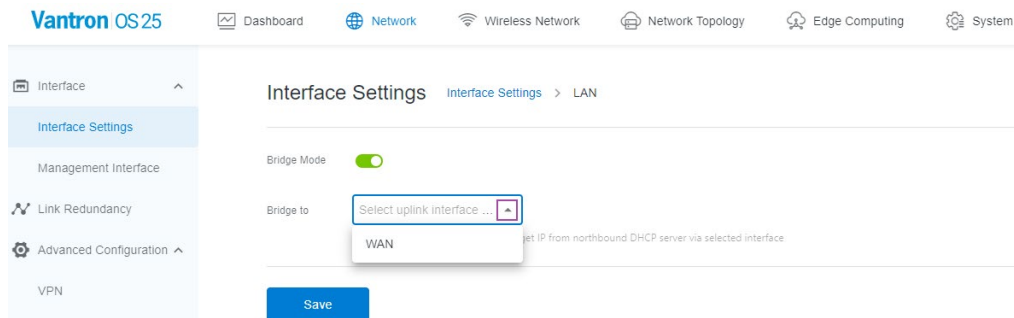 Vantron OS25 Dashboard Network Wireless Network Network Topology Edge Computing System
Interface
Interface Settings
Management Interface
Link Redundancy
Advanced Configuration
VPN
Interface Settings Interface Settings > LAN
Bridge Mode
Bridge to Select uplink interface ...
WAN
get IP from northbound DHCP server via selected interface
Save